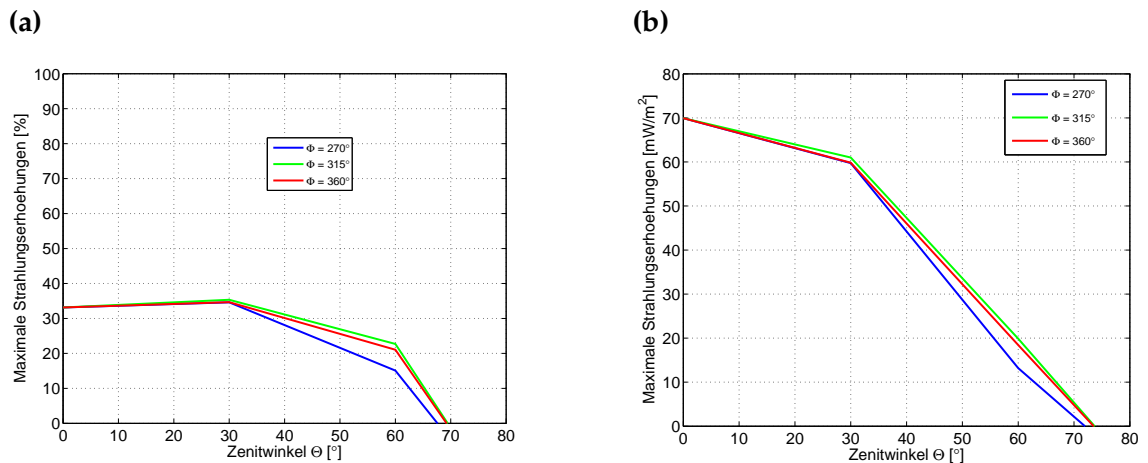 (a)
(b)
Maximale Strahlungserhoehungen [%]
100
90
80
70
60
50
40
30
20
10
0
Φ = 270°
Φ = 315°
Φ = 360°
0 10 20 30 40 50 60 70 80
Zenitwinkel Θ [°]
Maximale Strahlungserhoehungen [mW/m²]
80
70
60
50
40
30
20
10
0
Φ = 270°
Φ = 315°
Φ = 360°
0 10 20 30 40 50 60 70 80
Zenitwinkel Θ [°]